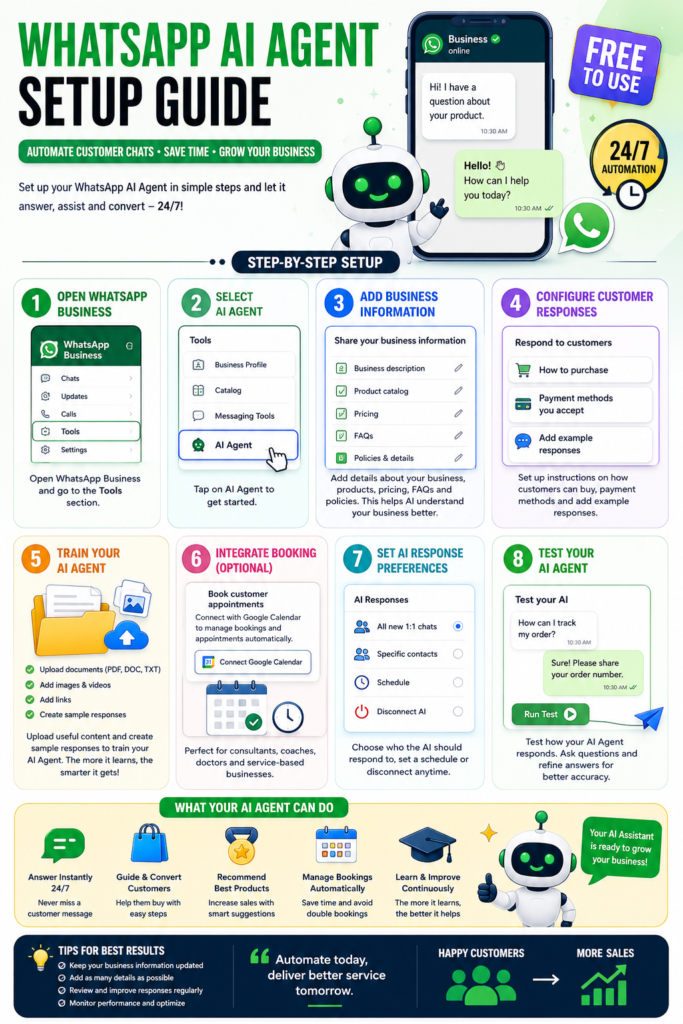 WHATSAPP AI AGENT
SETUP GUIDE
AUTOMATE CUSTOMER CHATS • SAVE TIME • GROW YOUR BUSINESS
Set up your WhatsApp AI Agent in simple steps and let it
answer, assist and convert – 24/7!
Business
online
Hi! I have a
question about
your product.
10:30 AM
Hello!
How can I help
you today?
10:30 AM
FREE
TO USE
24/7
AUTOMATION
STEP-BY-STEP SETUP
1 OPEN WHATSAPP
BUSINESS
WhatsApp
Business
Chats
Updates
Calls
Tools
Settings
Open WhatsApp Business
and go to the Tools
section.
2 SELECT
AI AGENT
Tools
Business Profile
Catalog
Messaging Tools
AI Agent
Tap on AI Agent to
get started.
3 ADD BUSINESS
INFORMATION
Share your business information
Business description
Product catalog
Pricing
FAQs
Policies & details
Add details about your business,
products, pricing, FAQs and
policies. This helps AI understand
your business better.
4 CONFIGURE CUSTOMER
RESPONSES
Respond to customers
How to purchase
Payment methods
you accept
Add example
responses
Set up instructions on how
customers can buy, payment
methods and add example
responses.
5 TRAIN YOUR
AI AGENT
Upload documents (PDF, DOC, TXT)
Add images & videos
Add links
Create sample responses
Upload useful content and create
sample responses to train your
AI Agent. The more it learns, the
smarter it gets!
6 INTEGRATE BOOKING
(OPTIONAL)
Book customer
appointments
Connect with Google Calendar
to manage bookings and
appointments automatically.
Connect Google Calendar
Perfect for consultants, coaches,
doctors and service-based
businesses.
7 SET AI RESPONSE
PREFERENCES
AI Responses
All new 1:1 chats
Specific contacts
Schedule
Disconnect AI
Choose who the AI should
respond to, set a schedule or
disconnect anytime.
8 TEST YOUR
AI AGENT
Test your AI
How can I track
my order?
10:30 AM
Sure! Please share
your order number.
10:30 AM
Run Test
Test how your AI Agent
responds. Ask questions and
refine answers for
better accuracy.
WHAT YOUR AI AGENT CAN DO
Answer Instantly
24/7
Never miss a
customer message
Guide & Convert
Customers
Help them buy with
easy steps
Recommend
Best Products
Increase sales with
smart suggestions
Manage Bookings
Automatically
Save time and avoid
double bookings
Learn & Improve
Continuously
The more it learns,
the better it helps
Your AI Assistant
is ready to grow
your business!
TIPS FOR BEST RESULTS
Keep your business information updated
Add as many details as possible
Review and improve responses regularly
Monitor performance and optimize
“ Automate today,
deliver better service
tomorrow.
HAPPY CUSTOMERS
MORE SALES